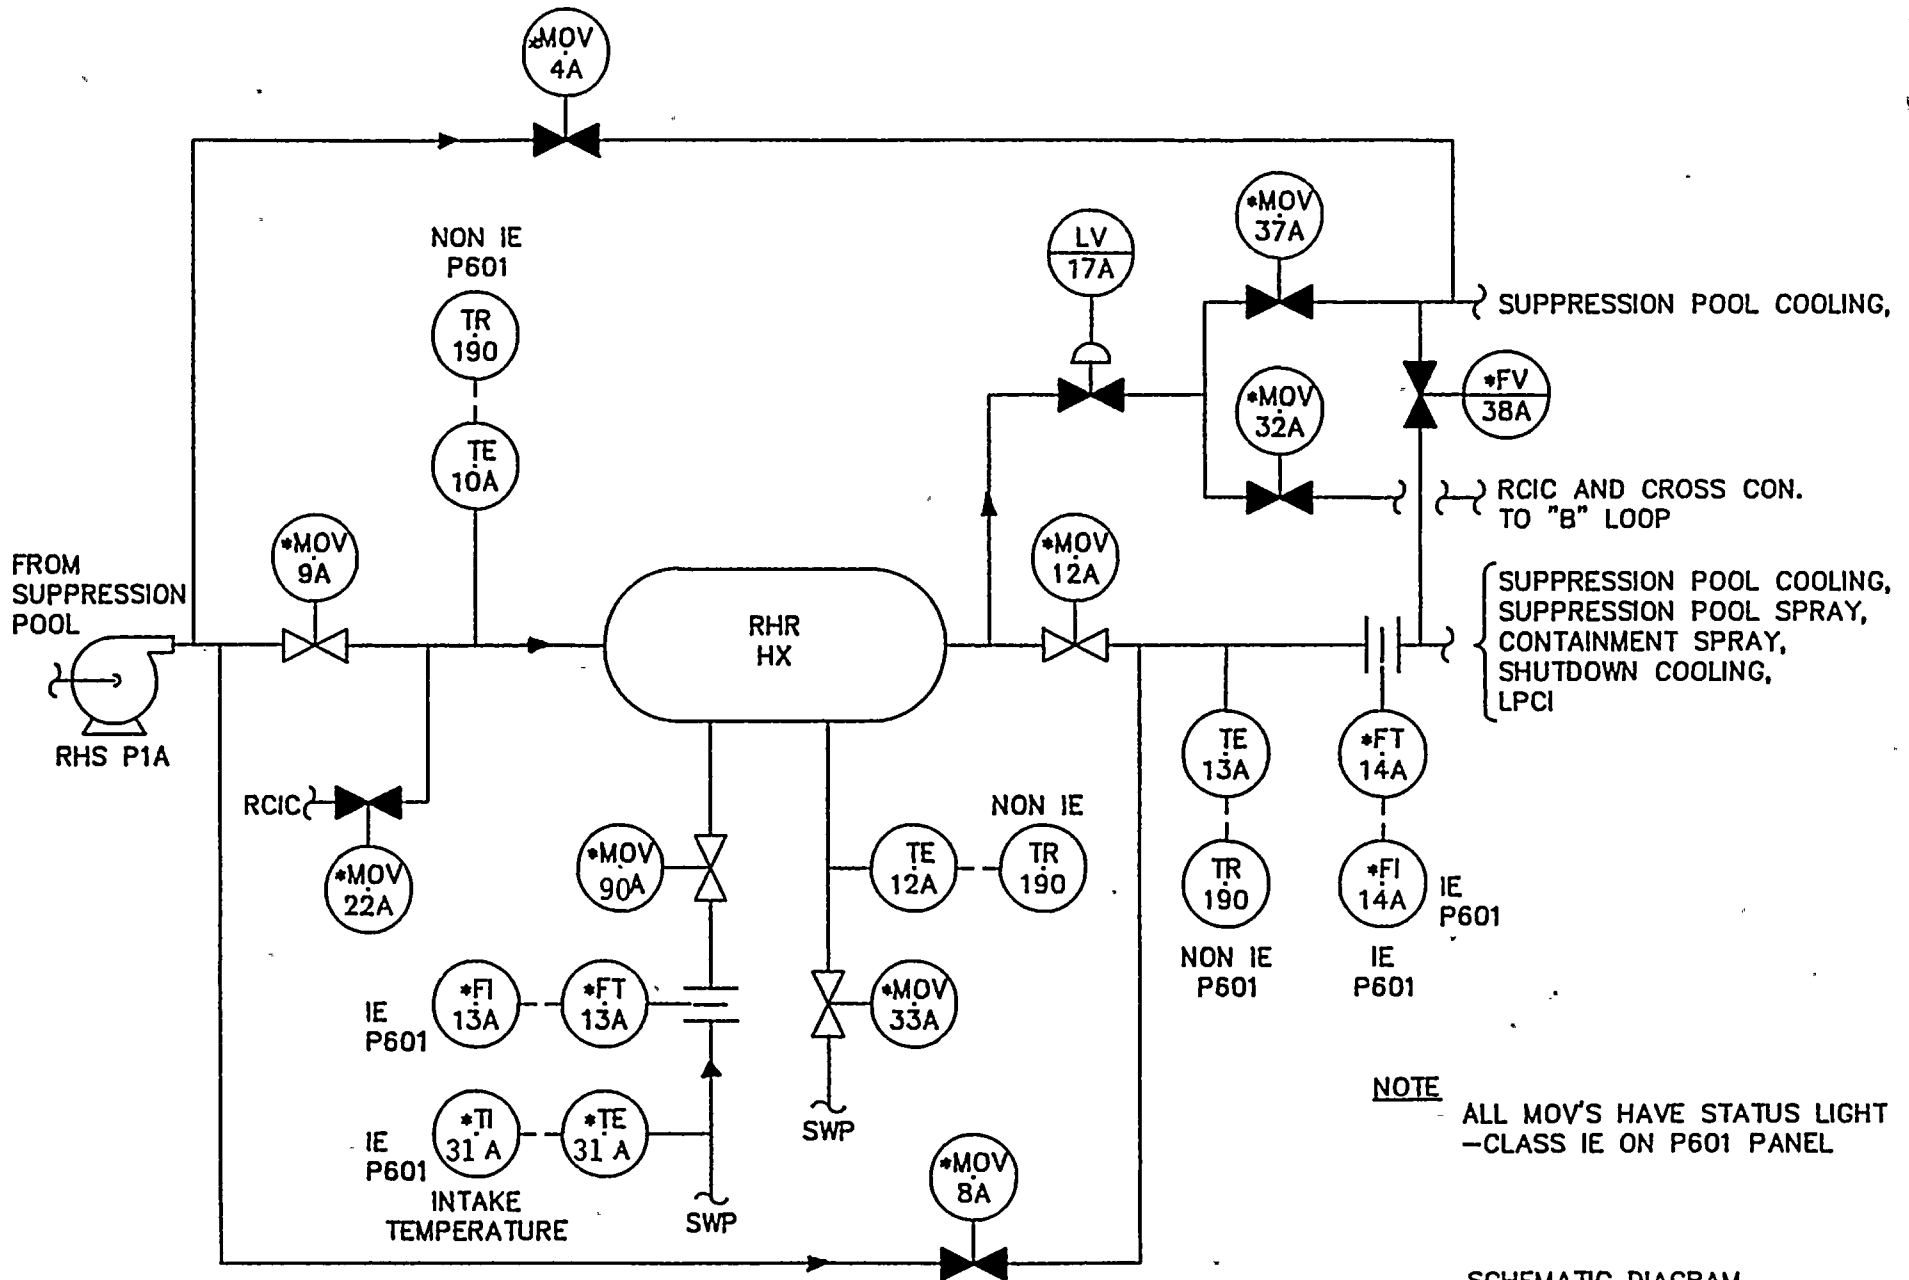 *MOV
4A
*MOV
37A
LV
17A
NON IE
P601
TR
190
SUPPRESSION POOL COOLING,
*FV
38A
*MOV
32A
TE
10A
RCIC AND CROSS CON.
TO "B" LOOP
*MOV
9A
*MOV
12A
FROM
SUPPRESSION
POOL
RHR
HX
SUPPRESSION POOL COOLING,
SUPPRESSION POOL SPRAY,
CONTAINMENT SPRAY,
SHUTDOWN COOLING,
LPCI
RHS P1A
TE
13A
*FT
14A
RCIC
*MOV
22A
*MOV
90A
TE
12A
NON IE
TR
190
TR
190
NON IE
P601
*FI
14A
IE
P601
IE
P601
IE
P601
*FI
13A
*FT
13A
*MOV
33A
IE
P601
*TI
31 A
*TE
31 A
INTAKE
TEMPERATURE
SWP
SWP
*MOV
8A
NOTE
ALL MOV'S HAVE STATUS LIGHT
-CLASS IE ON P601 PANEL
SCHEMATIC DIAGRAM